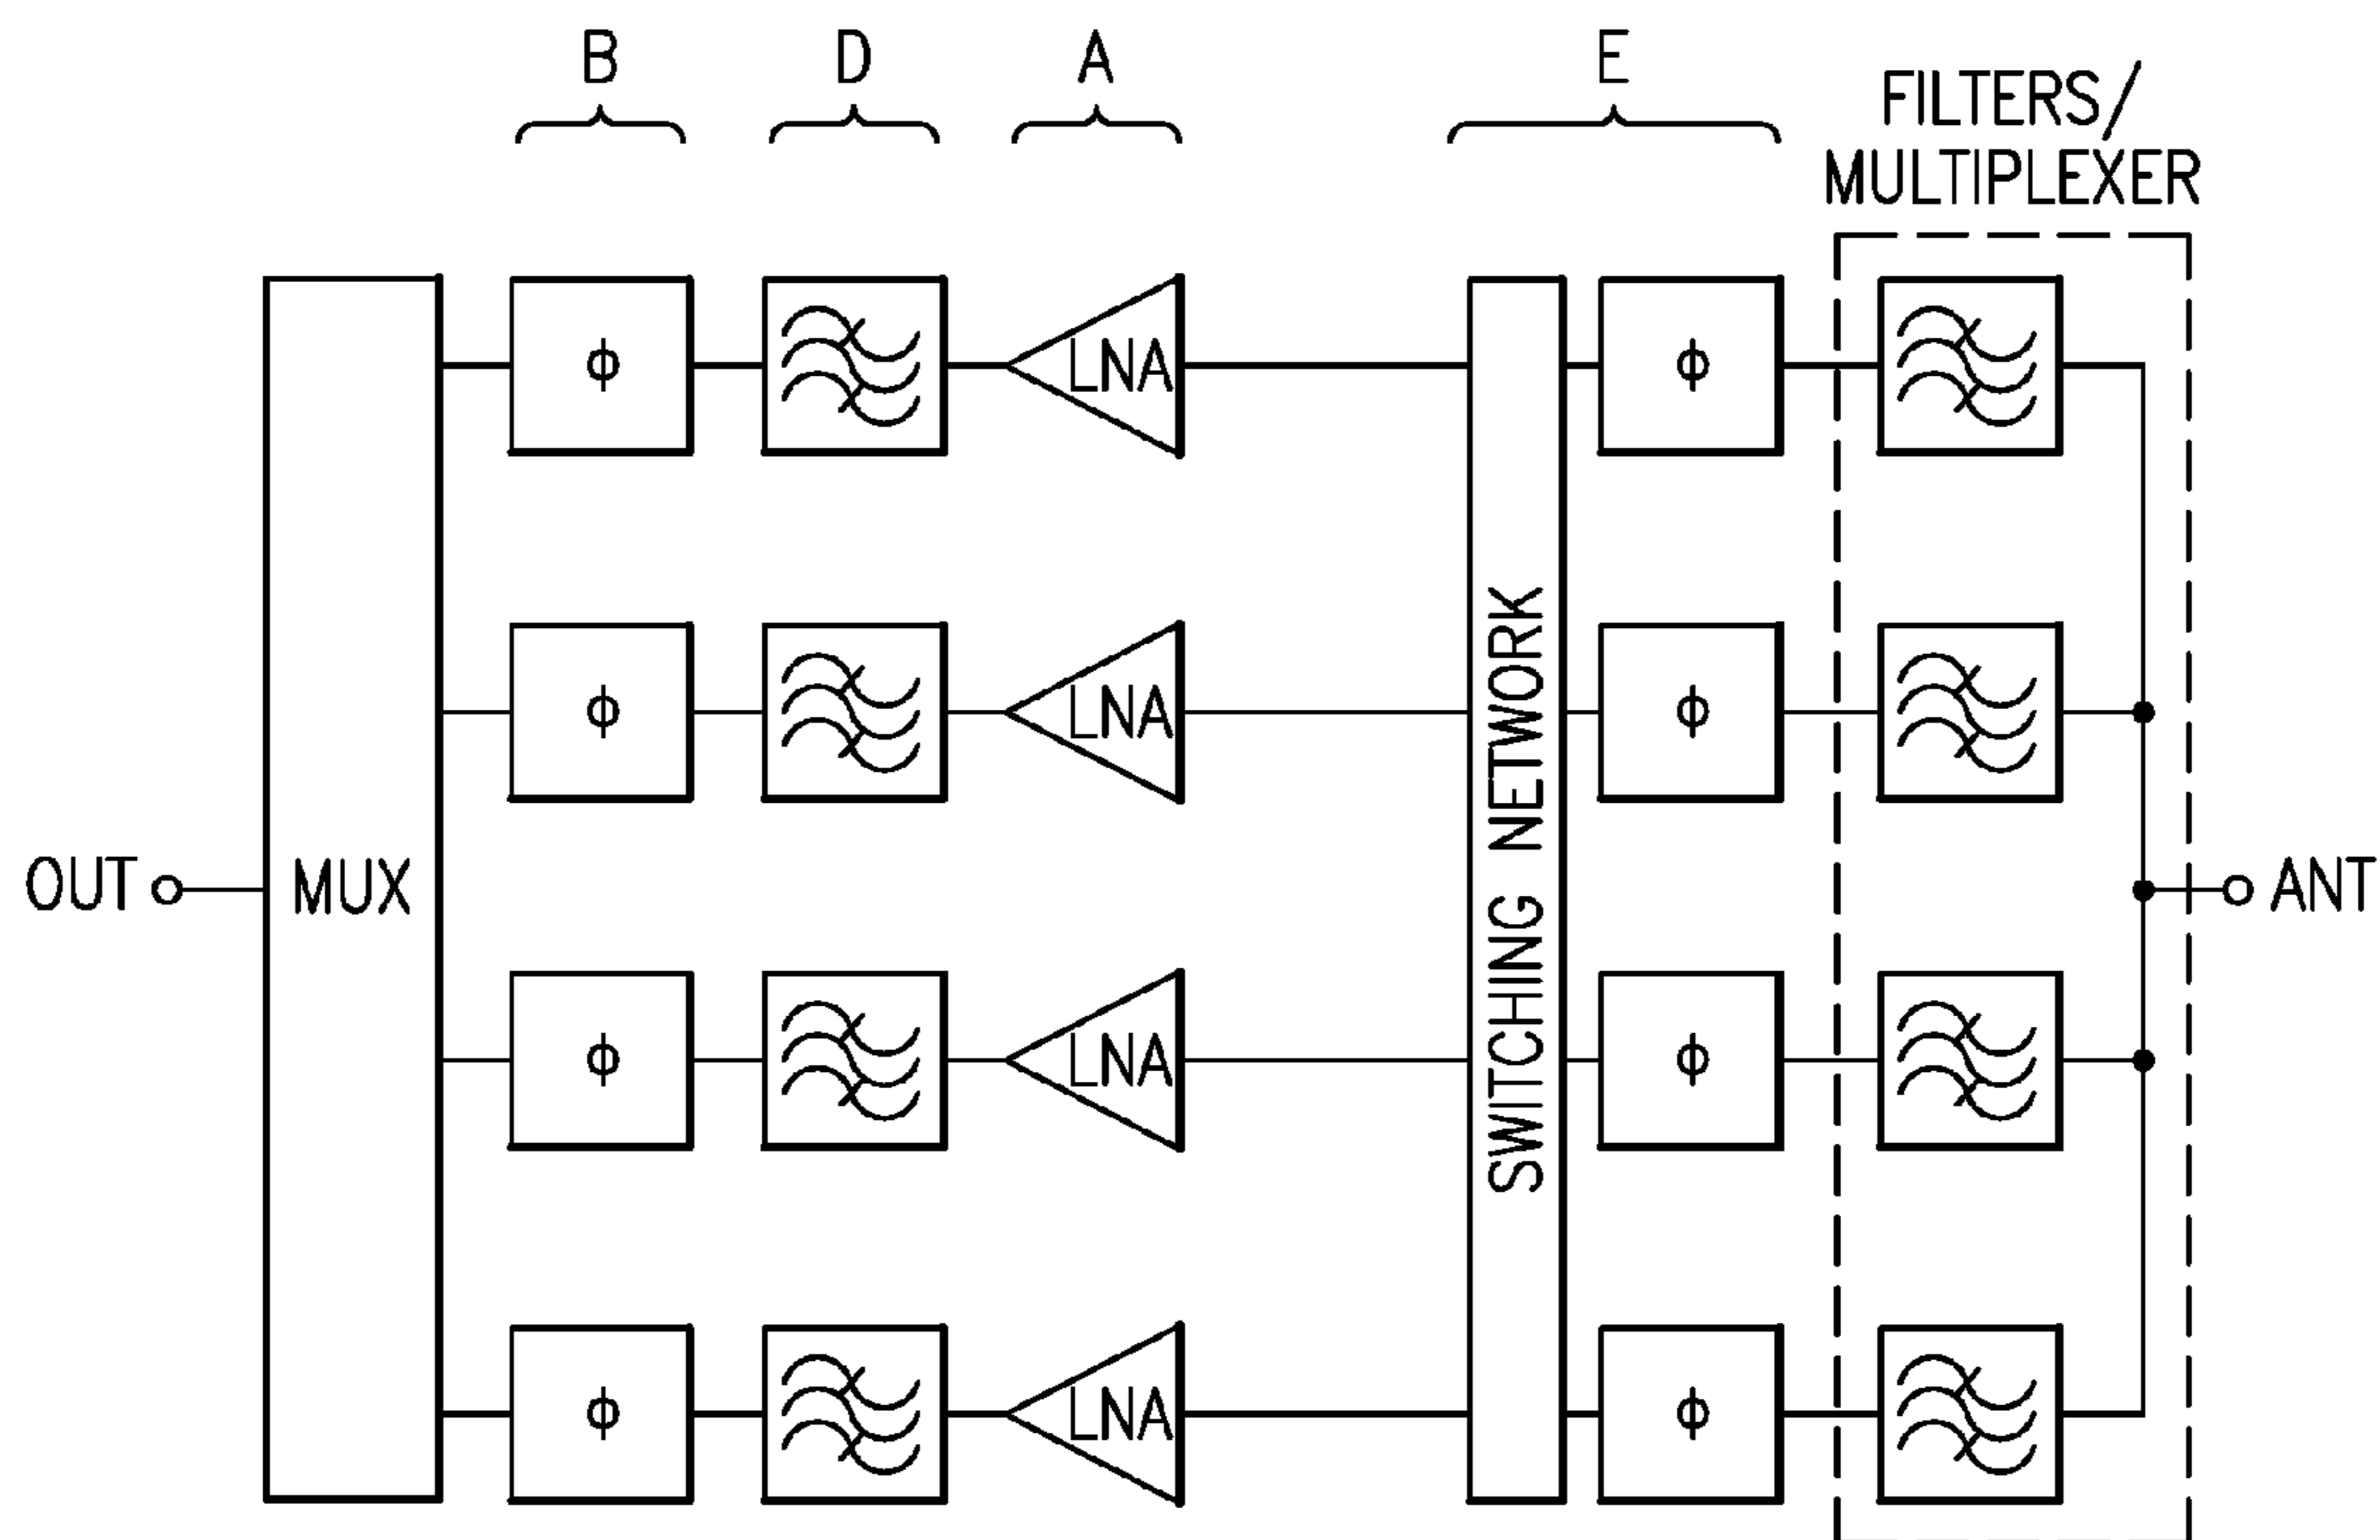 B D A E
FILTERS/
MULTIPLEXER
ϕ LNA ϕ
ϕ LNA ϕ
SWITCHING NETWORK
OUT MUX ANT
ϕ LNA ϕ
ϕ LNA ϕ